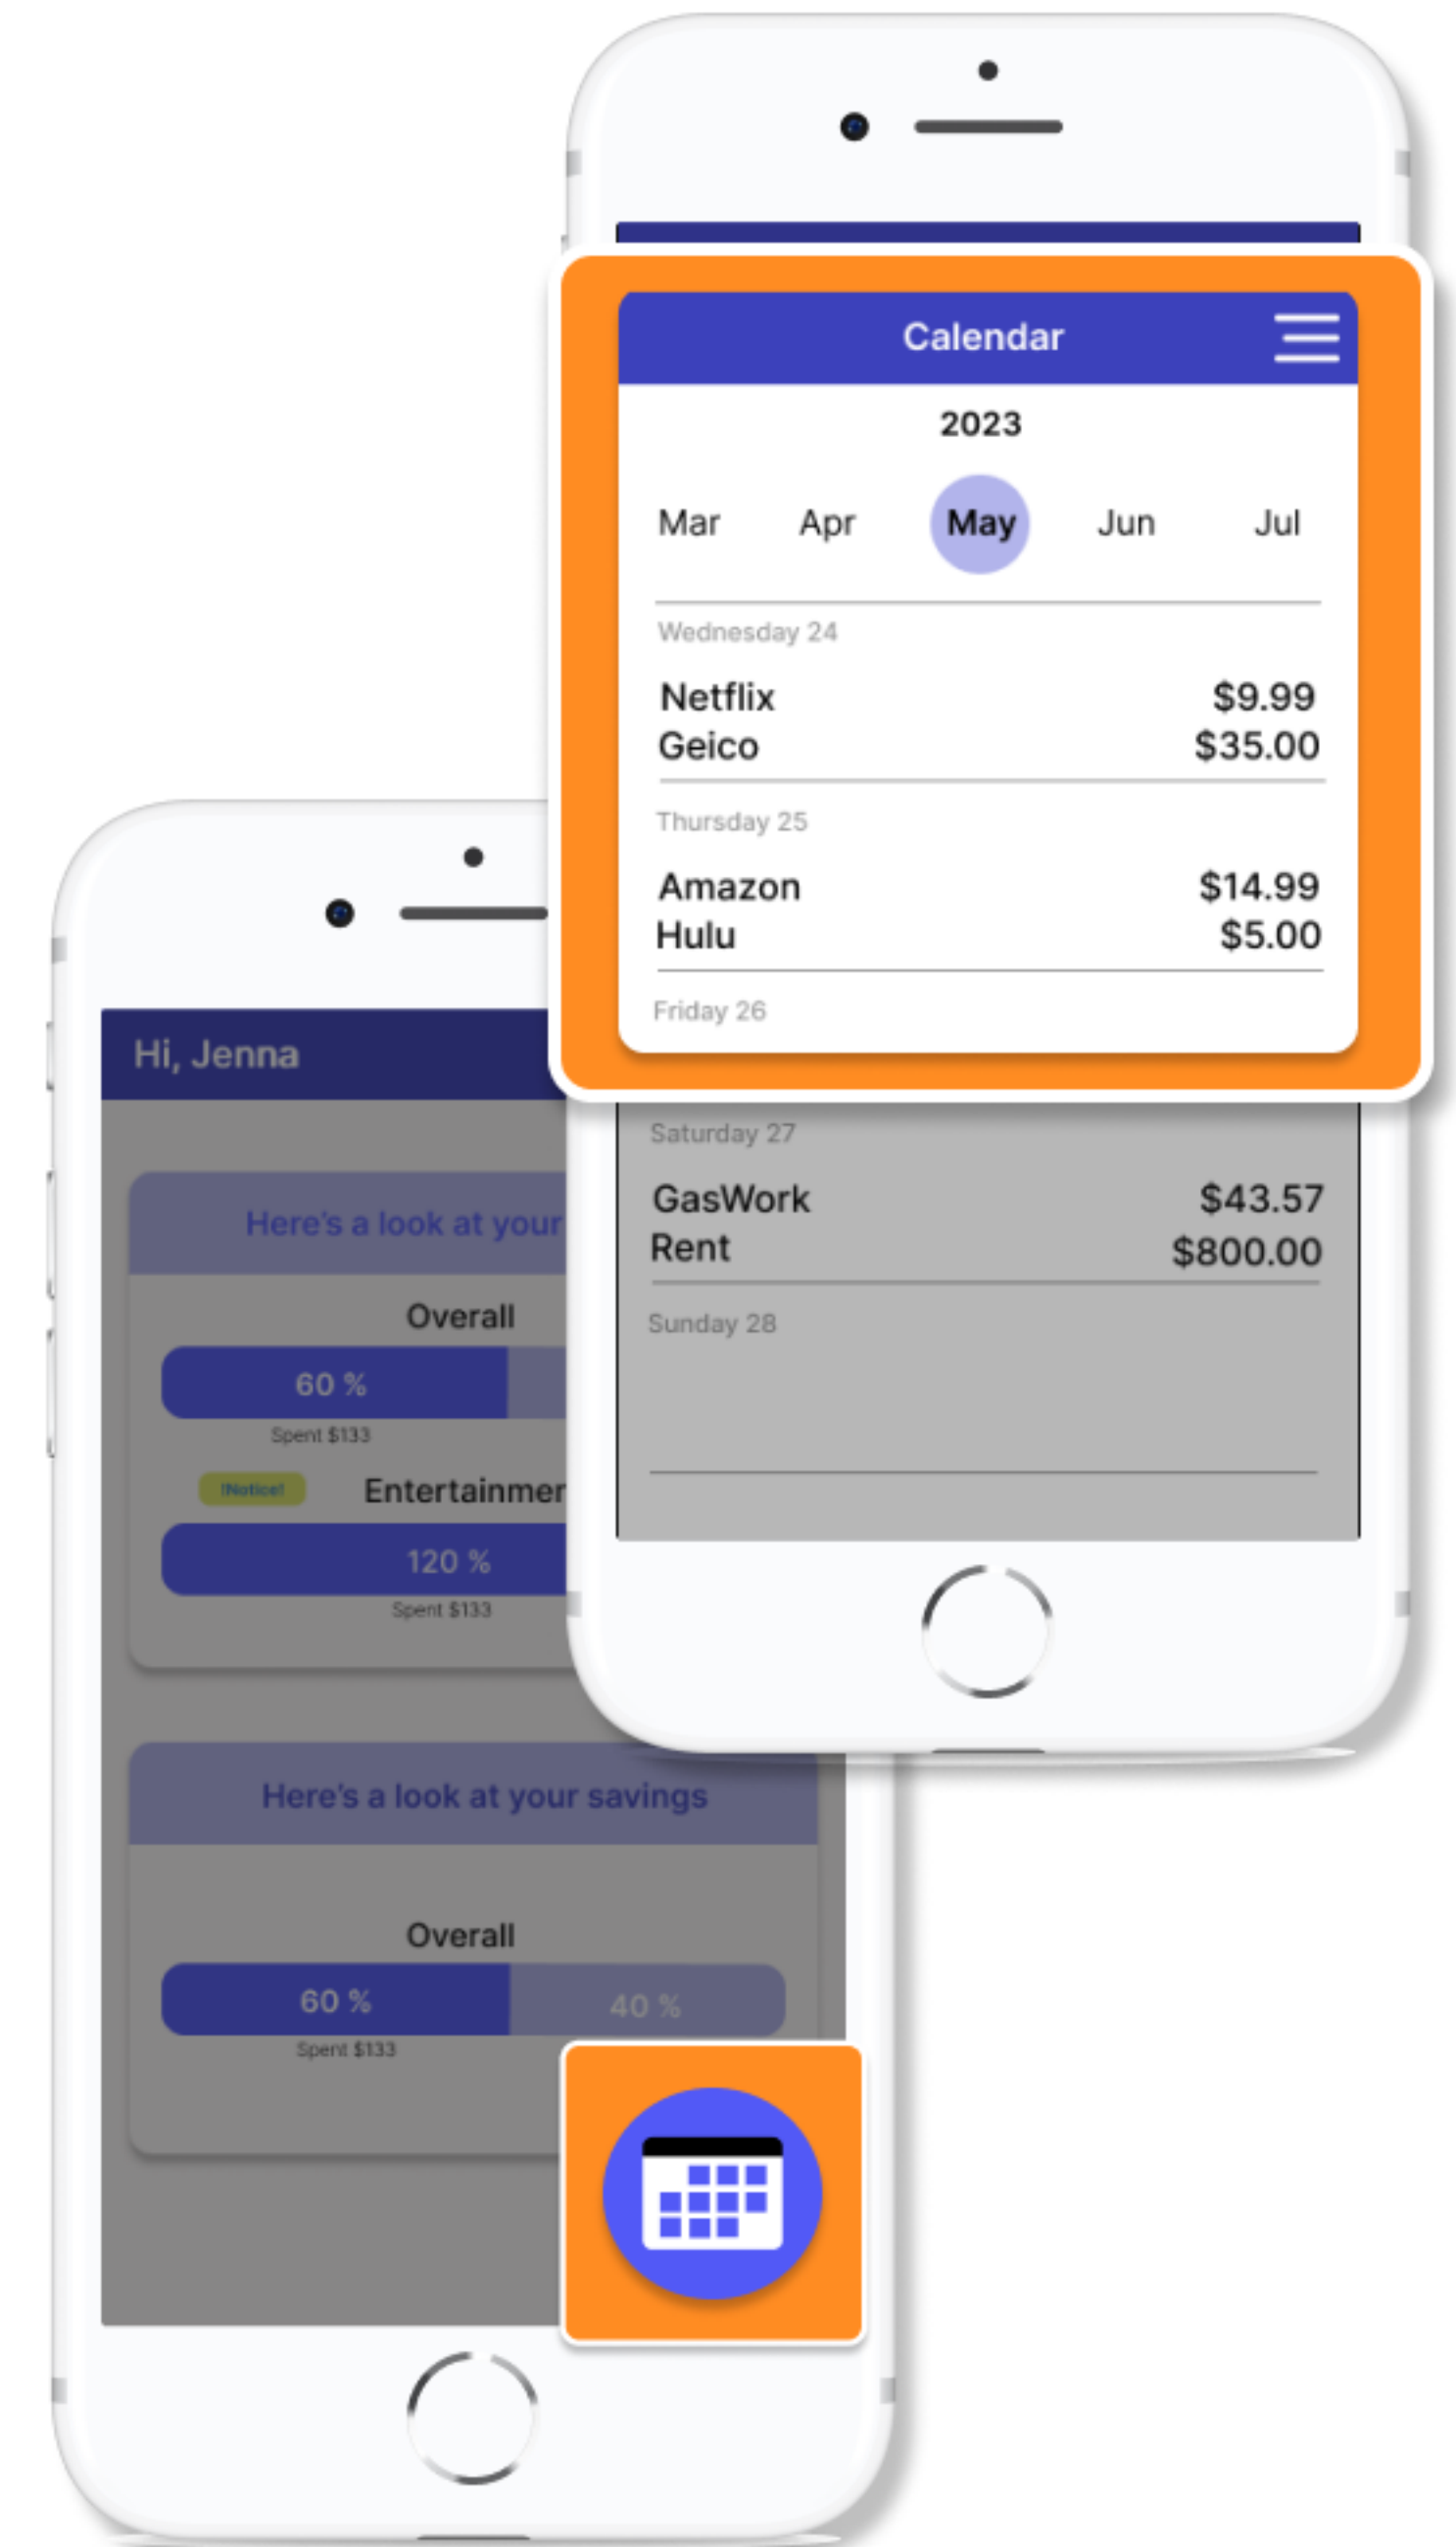 Calendar
2023
Mar Apr May Jun Jul
Wednesday 24
Netflix $9.99
Geico $35.00
Thursday 25
Amazon $14.99
Hulu $5.00
Friday 26
Saturday 27
GasWork $43.57
Rent $800.00
Sunday 28
Hi, Jenna
Here's a look at your
Overall
60 %
Spent $133
!Notice! Entertainmen
120 %
Spent $133
Here's a look at your savings
Overall
60 % 40 %
Spent $133